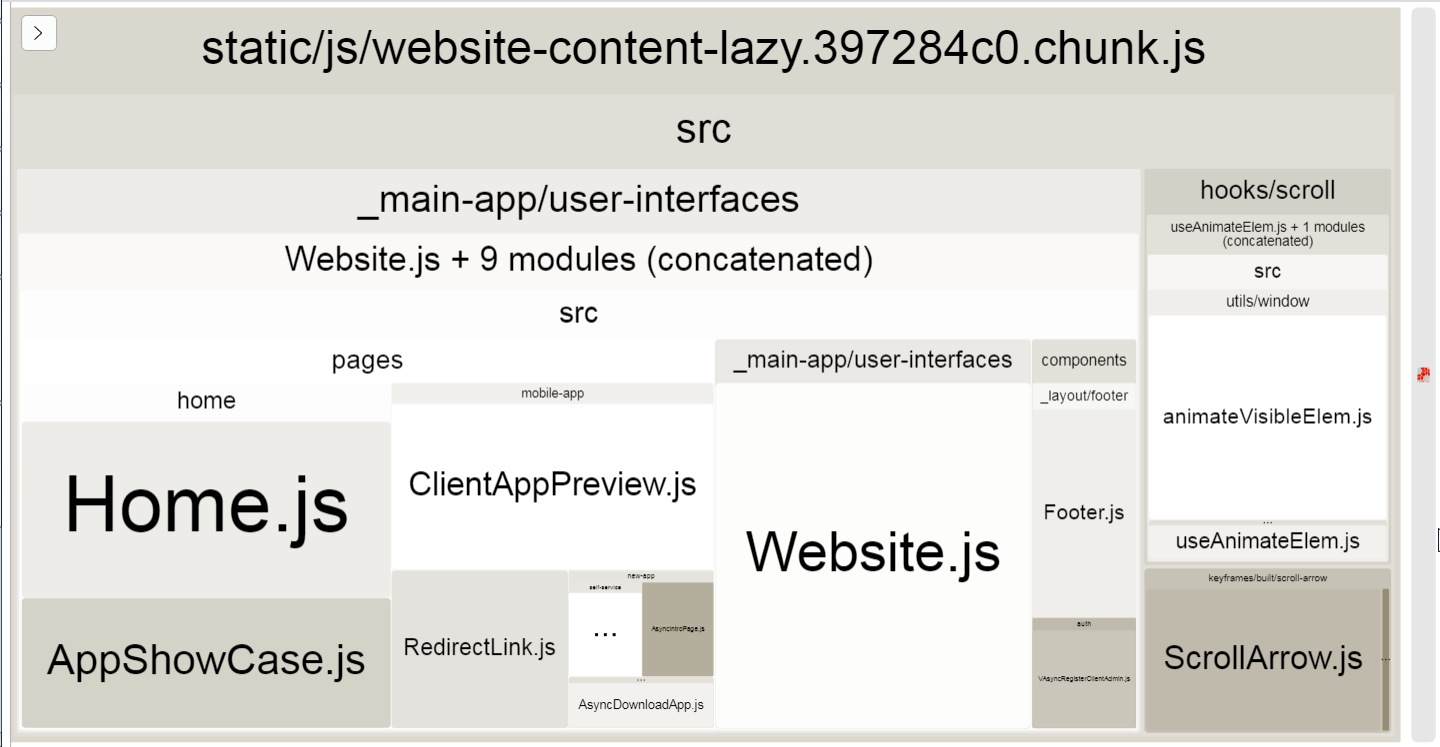 static/js/website-content-lazy.397284c0.chunk.js
src
_main-app/user-interfaces
Website.js + 9 modules (concatenated)
src
pages
home
Home.js
AppShowCase.js
mobile-app
ClientAppPreview.js
RedirectLink.js
new-app
self-service
...
AsyncIntroPage.js
...
AsyncDownloadApp.js
_main-app/user-interfaces
Website.js
components
_layout/footer
Footer.js
auth
VAsyncRegisterClientAdmin.js
hooks/scroll
useAnimateElem.js + 1 modules
(concatenated)
src
utils/window
animateVisibleElem.js
...
useAnimateElem.js
keyframes/built/scroll-arrow
ScrollArrow.js
...